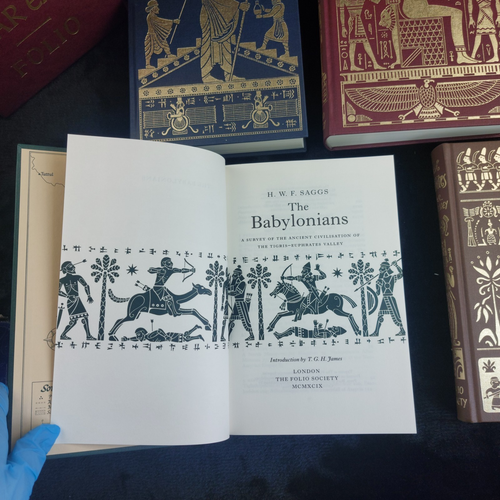 FOLIO
H. W. F. SAGGS
The
Babylonians
A SURVEY OF THE ANCIENT CIVILISATION OF
THE TIGRIS–EUPHRATES VALLEY
Introduction by T. G. H. James
LONDON
THE FOLIO SOCIETY
MCMXCIX